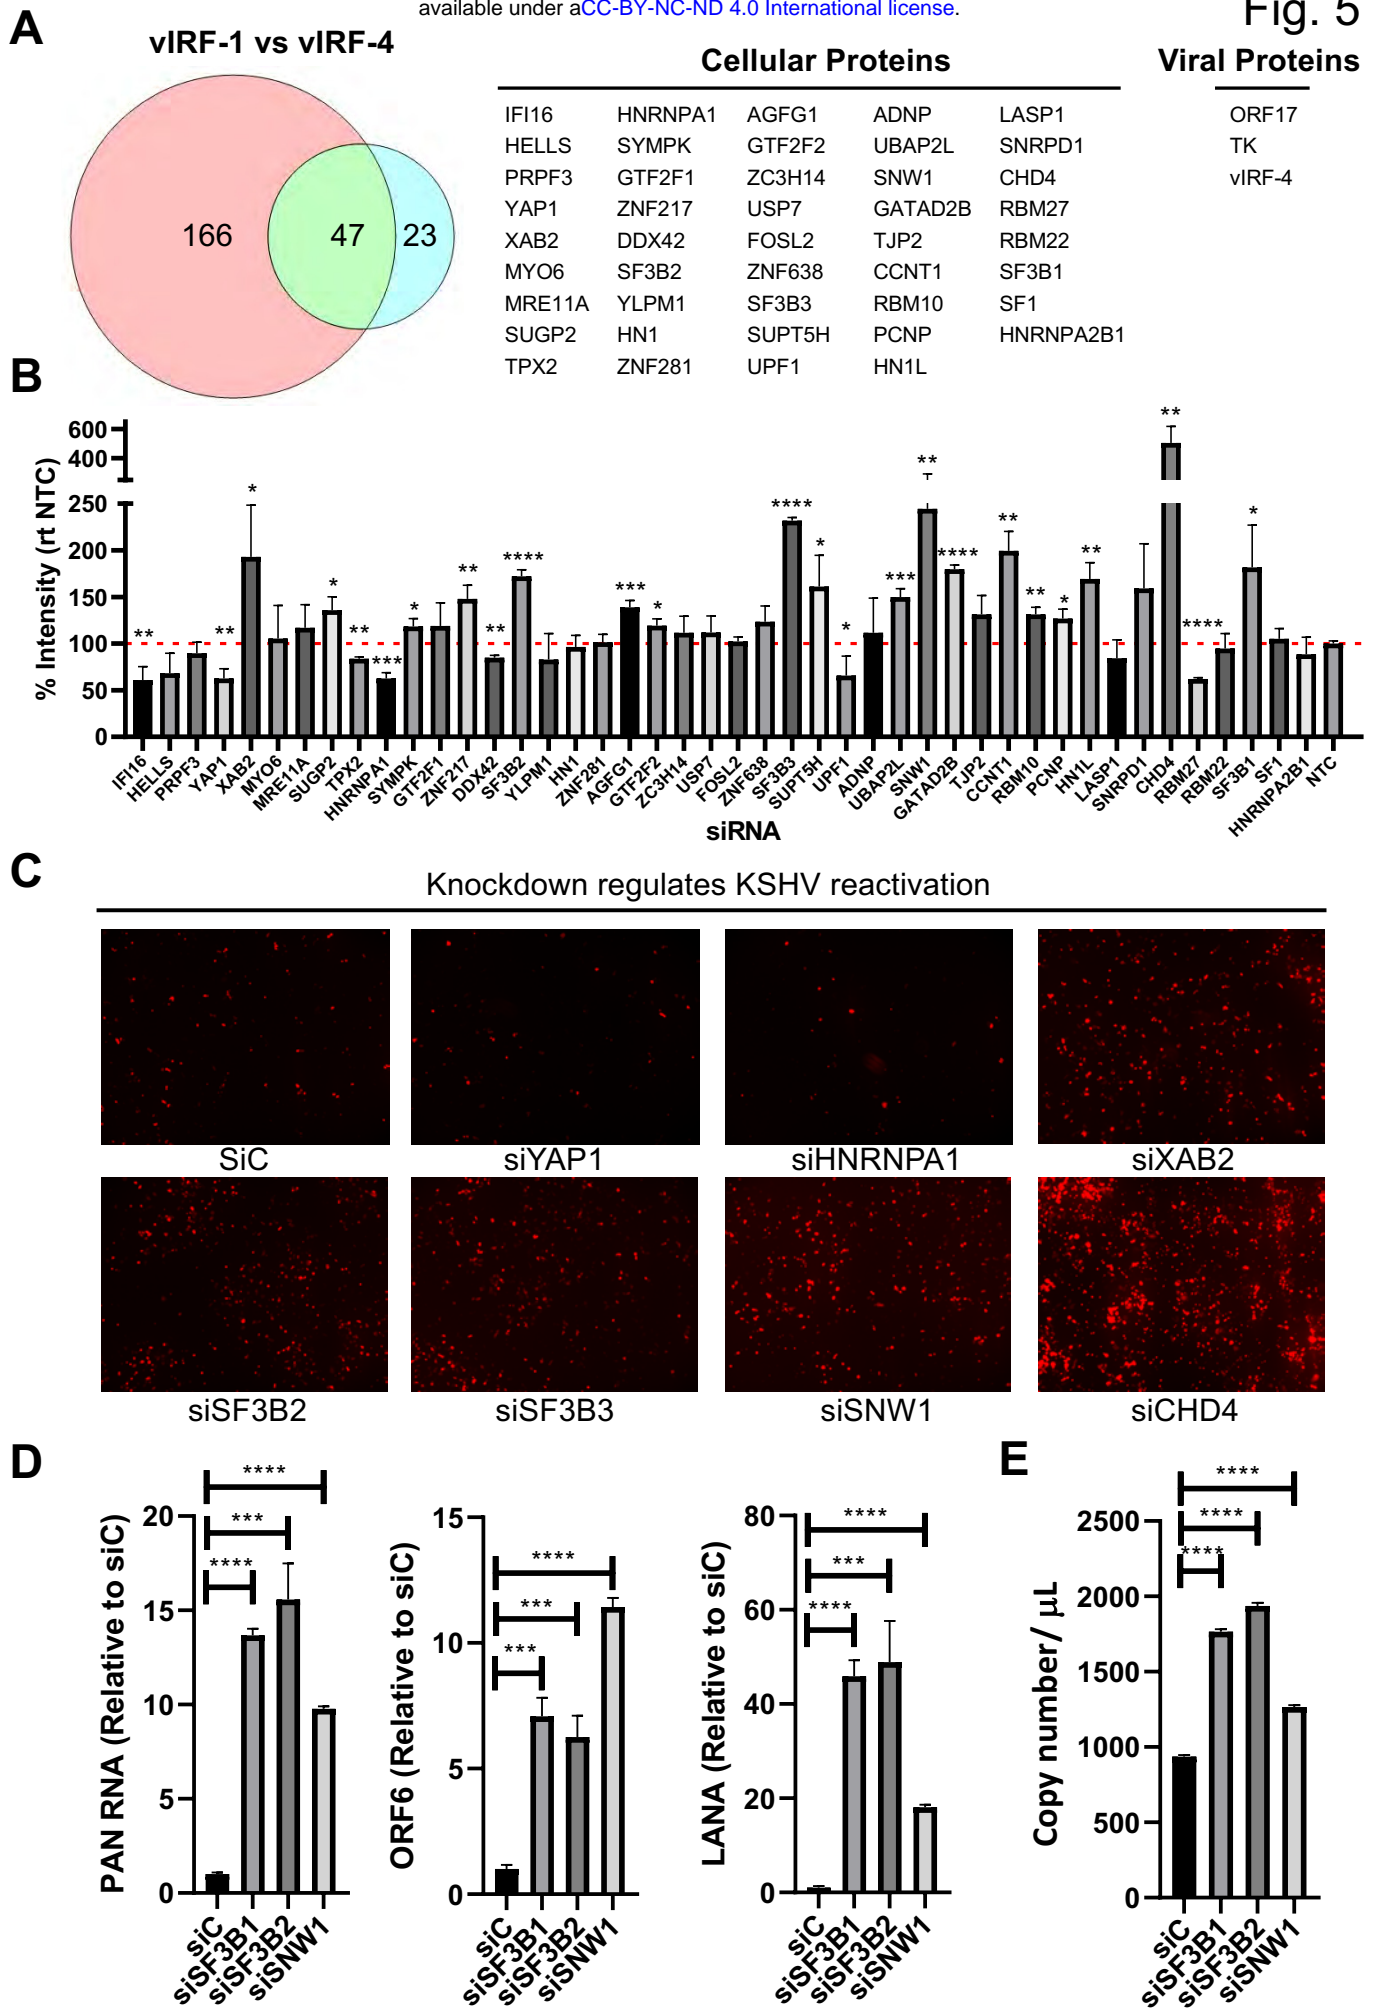 available under aCC-BY-NC-ND 4.0 International license.
Fig. 5
A
vIRF-1 vs vIRF-4
166
47
23
Cellular Proteins
Viral Proteins
IFI16 HNRNPA1 AGFG1 ADNP LASP1 ORF17
HELLS SYMPK GTF2F2 UBAP2L SNRPD1 TK
PRPF3 GTF2F1 ZC3H14 SNW1 CHD4 vIRF-4
YAP1 ZNF217 USP7 GATAD2B RBM27
XAB2 DDX42 FOSL2 TJP2 RBM22
MYO6 SF3B2 ZNF638 CCNT1 SF3B1
MRE11A YLPM1 SF3B3 RBM10 SF1
SUGP2 HN1 SUPT5H PCNP HNRNPA2B1
TPX2 ZNF281 UPF1 HN1L
B
% Intensity (rt NTC)
600
400
250
200
150
100
50
0
** ** * * ** *** * ** ** **** *** * **** * * *** ** **** ** ** * ** ** **** *
IFI16
HELLS
PRPF3
YAP1
XAB2
MYO6
MRE11A
SUGP2
TPX2
HNRNPA1
SYMPK
GTF2F1
ZNF217
DDX42
SF3B2
YLPM1
HN1
ZNF281
AGFG1
GTF2F2
ZC3H14
USP7
FOSL2
ZNF638
SF3B3
SUPT5H
UPF1
ADNP
UBAP2L
SNW1
GATAD2B
TJP2
CCNT1
RBM10
PCNP
HN1L
LASP1
SNRPD1
CHD4
RBM27
RBM22
SF3B1
SF1
HNRNPA2B1
NTC
siRNA
C
Knockdown regulates KSHV reactivation
SiC siYAP1 siHNRNPA1 siXAB2
siSF3B2 siSF3B3 siSNW1 siCHD4
D
PAN RNA (Relative to siC)
20
15
10
5
0
****
***
****
siC
siSF3B1
siSF3B2
siSNW1
ORF6 (Relative to siC)
15
10
5
0
****
***
***
siC
siSF3B1
siSF3B2
siSNW1
LANA (Relative to siC)
80
60
40
20
0
****
***
****
siC
siSF3B1
siSF3B2
siSNW1
E
Copy number/ μL
2500
2000
1500
1000
500
0
****
****
****
siC
siSF3B1
siSF3B2
siSNW1